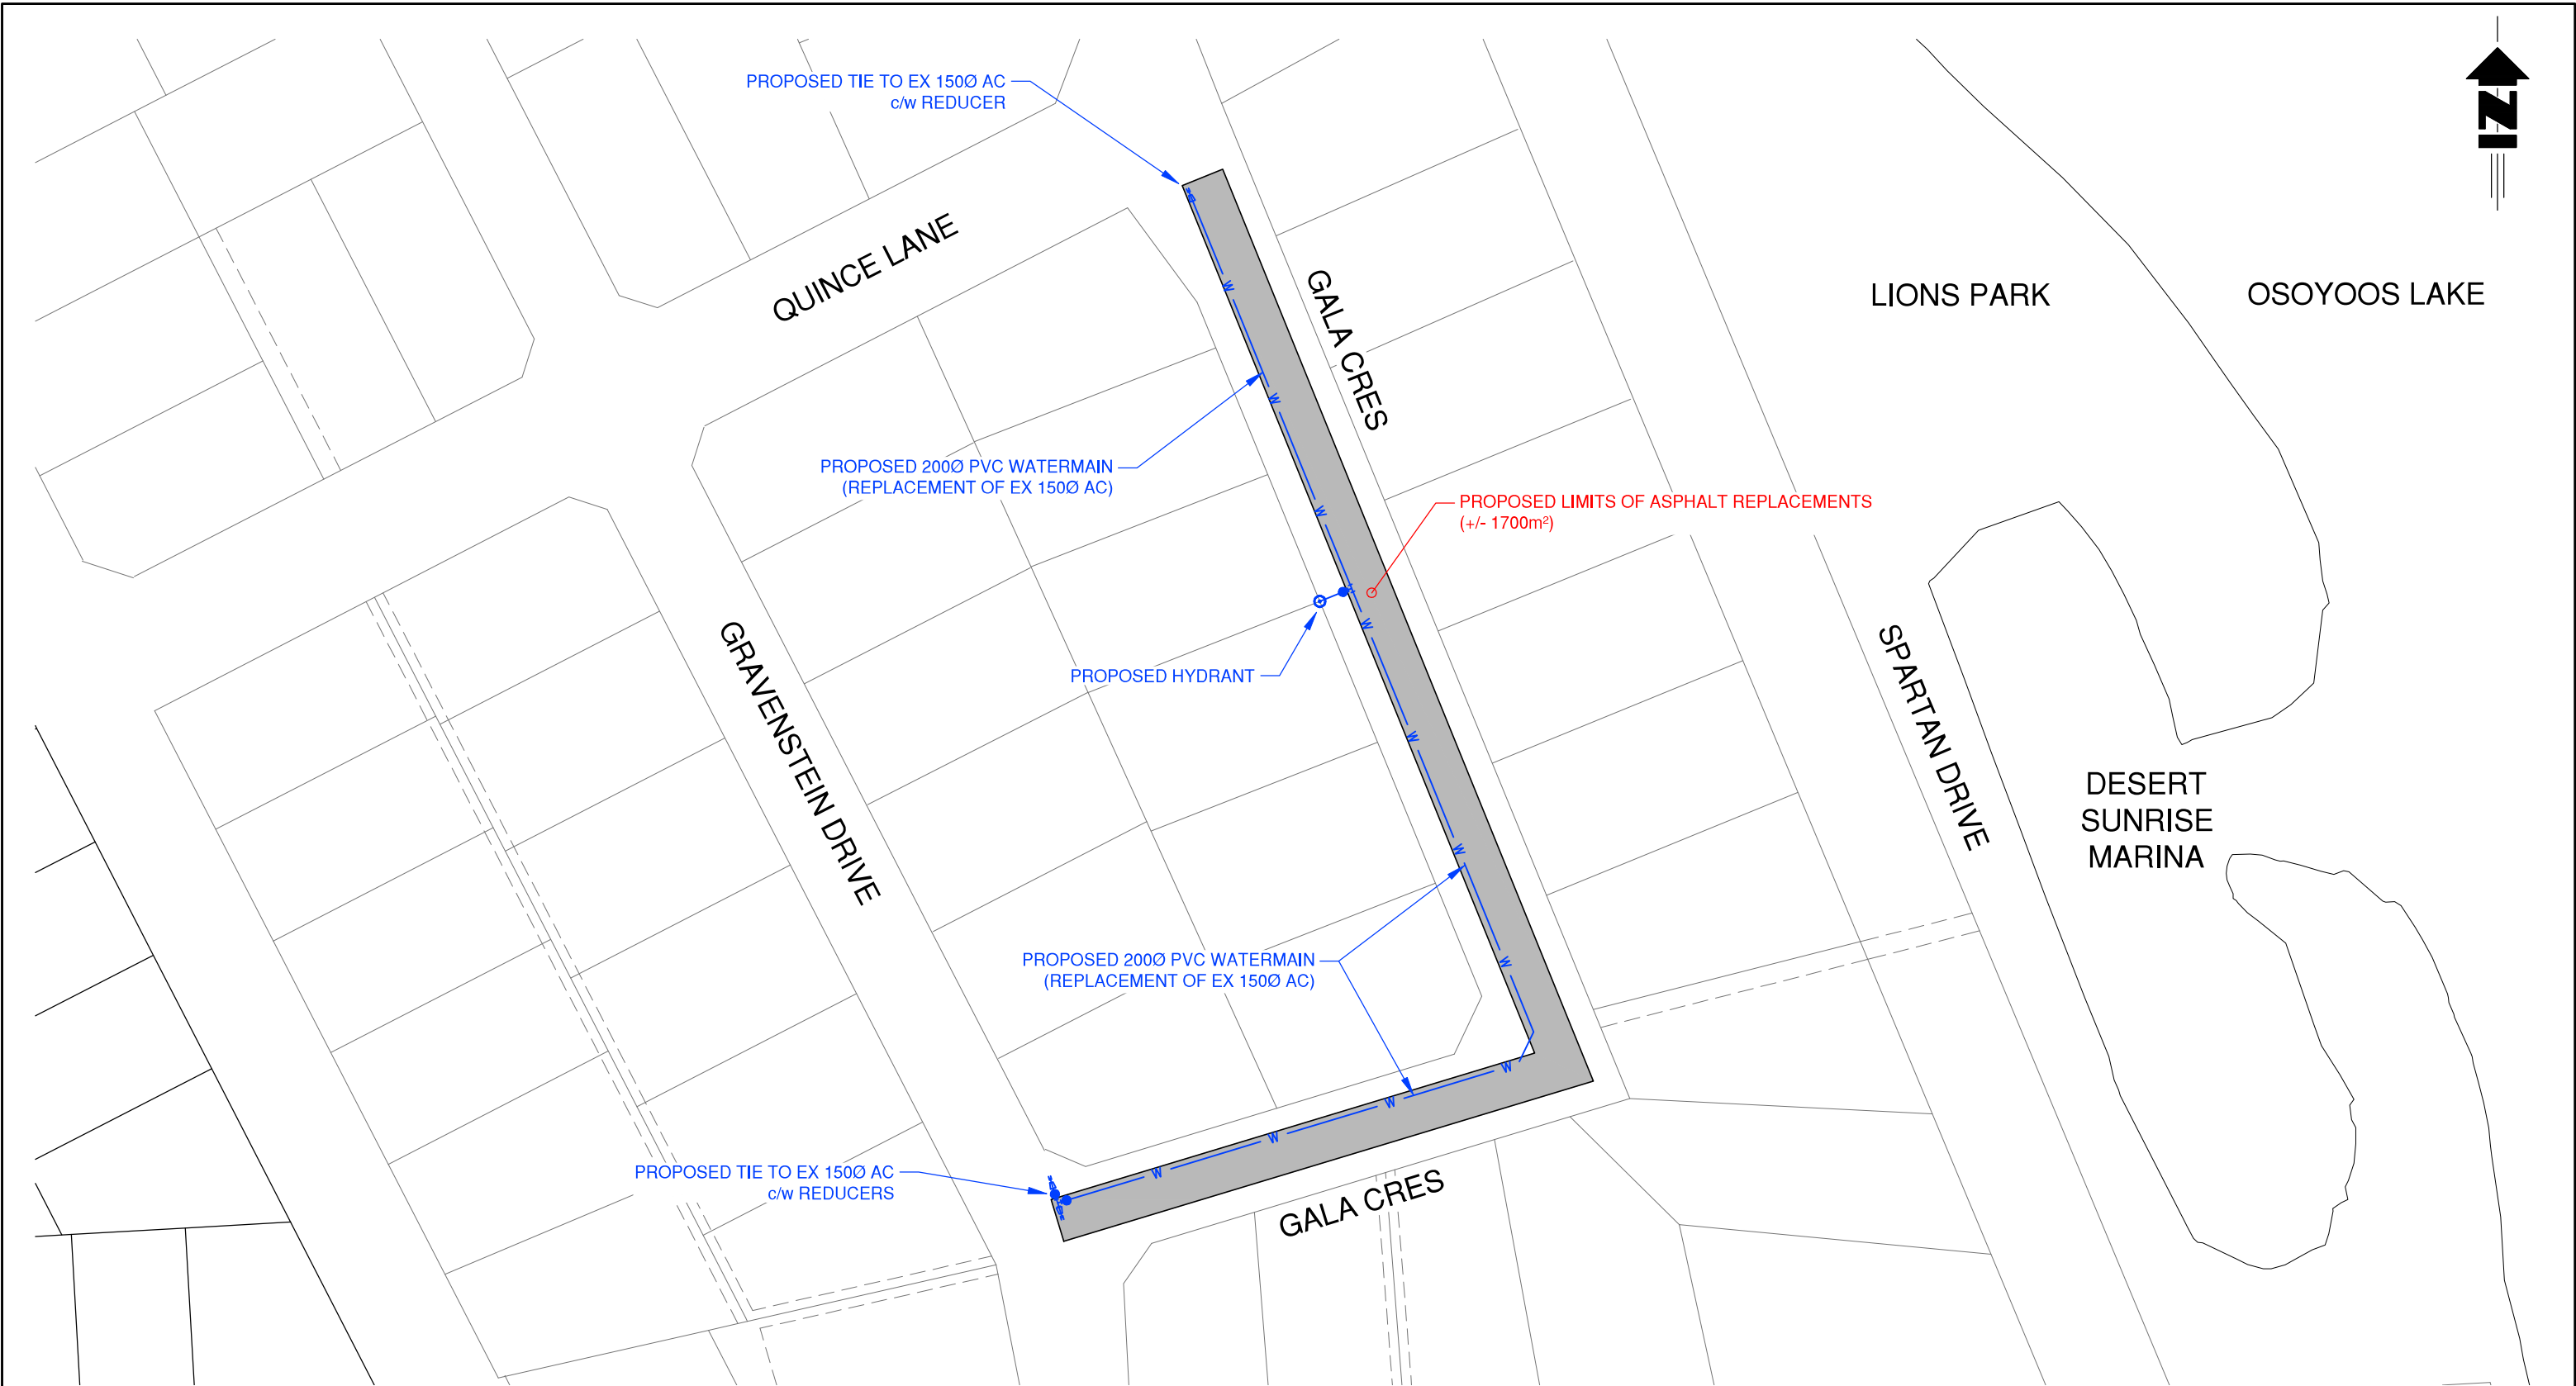 PROPOSED TIE TO EX 150Ø AC
c/w REDUCER
N
QUINCE LANE
GALA CRES
LIONS PARK
OSOYOOS LAKE
PROPOSED 200Ø PVC WATERMAIN
(REPLACEMENT OF EX 150Ø AC)
PROPOSED LIMITS OF ASPHALT REPLACEMENTS
(+/- 1700m²)
PROPOSED HYDRANT
GRAVENSTEIN DRIVE
SPARTAN DRIVE
DESERT
SUNRISE
MARINA
PROPOSED 200Ø PVC WATERMAIN
(REPLACEMENT OF EX 150Ø AC)
PROPOSED TIE TO EX 150Ø AC
c/w REDUCERS
GALA CRES
W
W
W
W
W
W
W
W
W
W
W